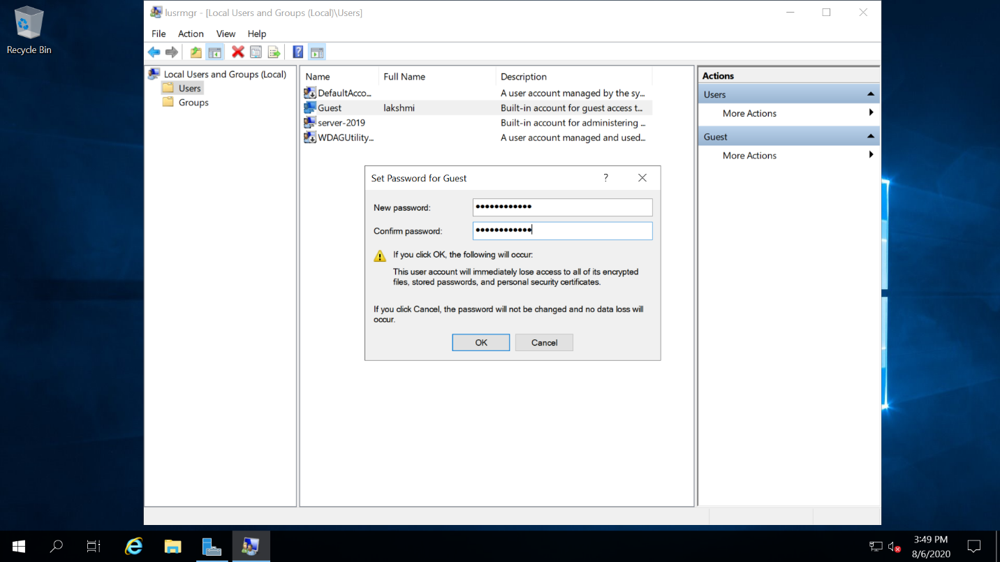 Recycle Bin
lusrmgr - [Local Users and Groups (Local)\Users]
File Action View Help
Local Users and Groups (Local)
Users
Groups
Name Full Name Description
DefaultAcco... A user account managed by the sy...
Guest lakshmi Built-in account for guest access t...
server-2019 Built-in account for administering ...
WDAGUtility... A user account managed and used...
Actions
Users
More Actions
Guest
More Actions
Set Password for Guest ?
New password: ••••••••••••
Confirm password: ••••••••••••
If you click OK, the following will occur:
This user account will immediately lose access to all of its encrypted
files, stored passwords, and personal security certificates.
If you click Cancel, the password will not be changed and no data loss will
occur.
OK Cancel
3:49 PM
8/6/2020